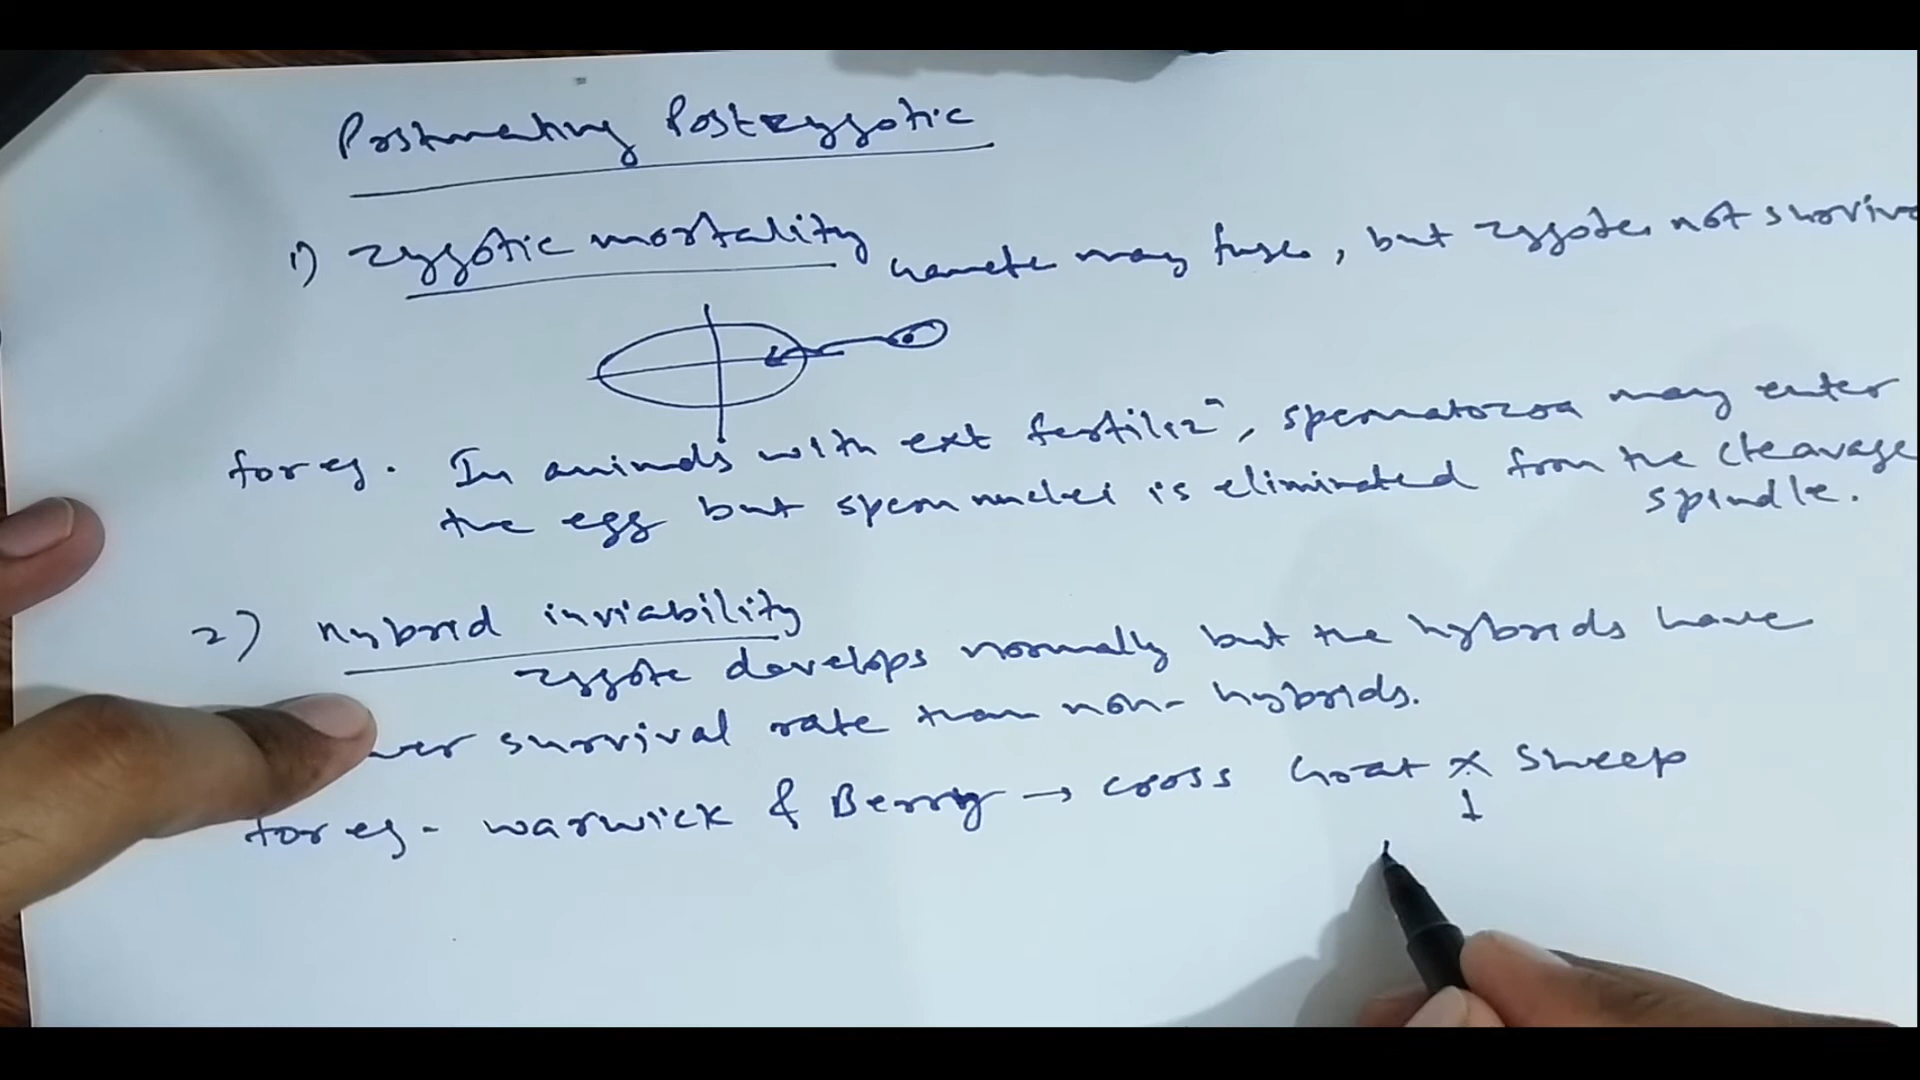 Postmating Postzygotic
1) Zygotic mortality
Gamete may fuse, but zygotes not
for eg. In animals with ext fertiliz⁻, spermatozoa may enter
the egg but sperm nuclei is eliminated from the cleavage
spindle.
2) Hybrid inviability
zygote develops normally but the hybrids have
survival rate than non-hybrids.
for eg- Warwick & Berry → cross Goat × Sheep
↓